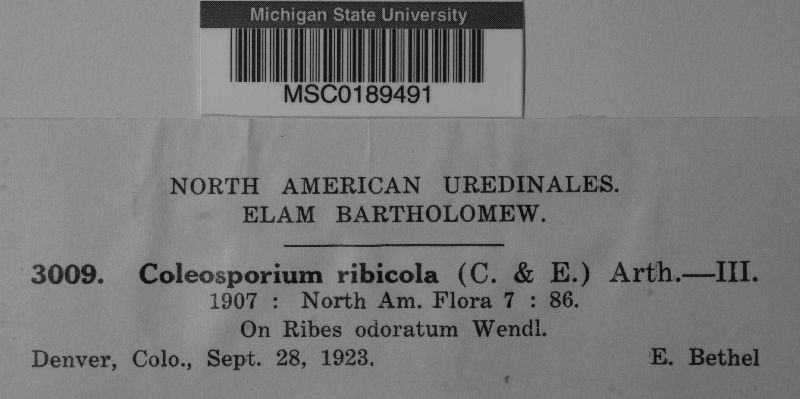 Michigan State University
MSC0189491
NORTH AMERICAN UREDINALES.
ELAM BARTHOLOMEW.
3009. Coleosporium ribicola (C. & E.) Arth.—III.
1907 : North Am. Flora 7 : 86.
On Ribes odoratum Wendl.
Denver, Colo., Sept. 28, 1923. E. Bethel